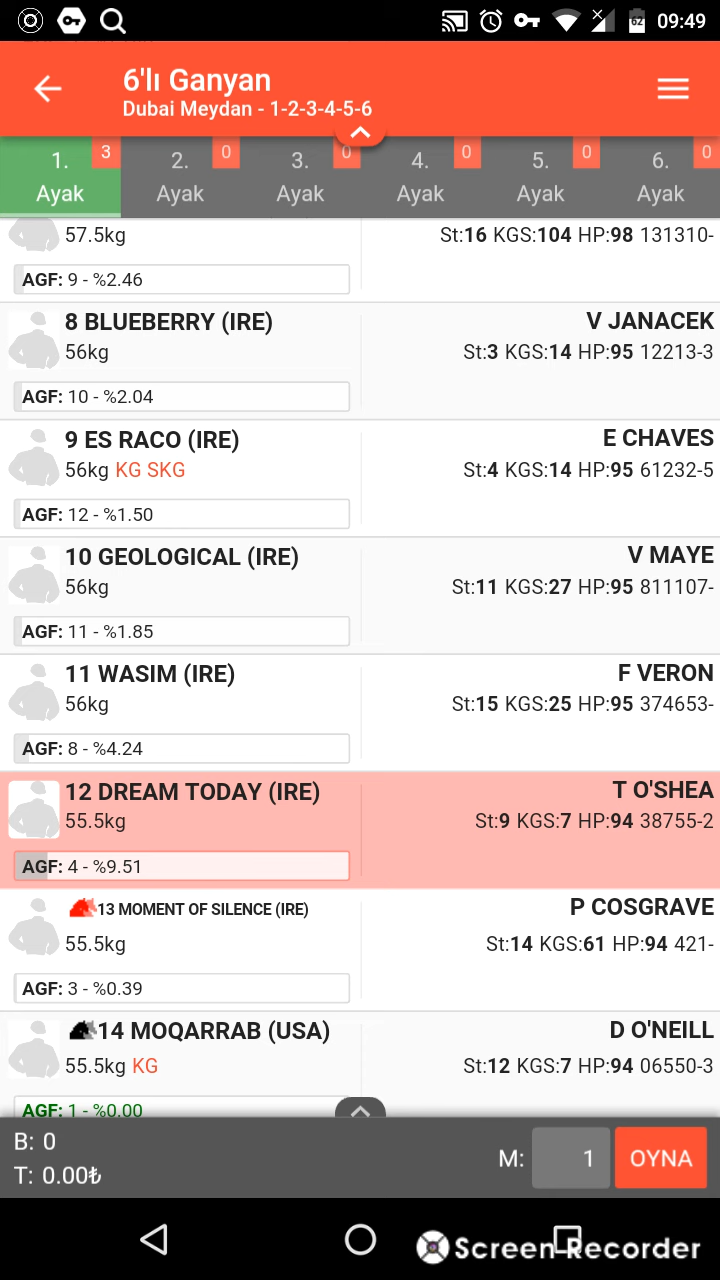 62 09:49
6'lı Ganyan
Dubai Meydan - 1-2-3-4-5-6
1. 3 2. 0 3. 0 4. 0 5. 0 6. 0
Ayak Ayak Ayak Ayak Ayak Ayak
57.5kg St:16 KGS:104 HP:98 131310-
AGF: 9 - %2.46
8 BLUEBERRY (IRE) V JANACEK
56kg St:3 KGS:14 HP:95 12213-3
AGF: 10 - %2.04
9 ES RACO (IRE) E CHAVES
56kg KG SKG St:4 KGS:14 HP:95 61232-5
AGF: 12 - %1.50
10 GEOLOGICAL (IRE) V MAYE
56kg St:11 KGS:27 HP:95 811107-
AGF: 11 - %1.85
11 WASIM (IRE) F VERON
56kg St:15 KGS:25 HP:95 374653-
AGF: 8 - %4.24
12 DREAM TODAY (IRE) T O'SHEA
55.5kg St:9 KGS:7 HP:94 38755-2
AGF: 4 - %9.51
13 MOMENT OF SILENCE (IRE) P COSGRAVE
55.5kg St:14 KGS:61 HP:94 421-
AGF: 3 - %0.39
14 MOQARRAB (USA) D O'NEILL
55.5kg KG St:12 KGS:7 HP:94 06550-3
AGF: 1 - %0.00
B: 0
T: 0.00₺ M: 1 OYNA
Screen Recorder